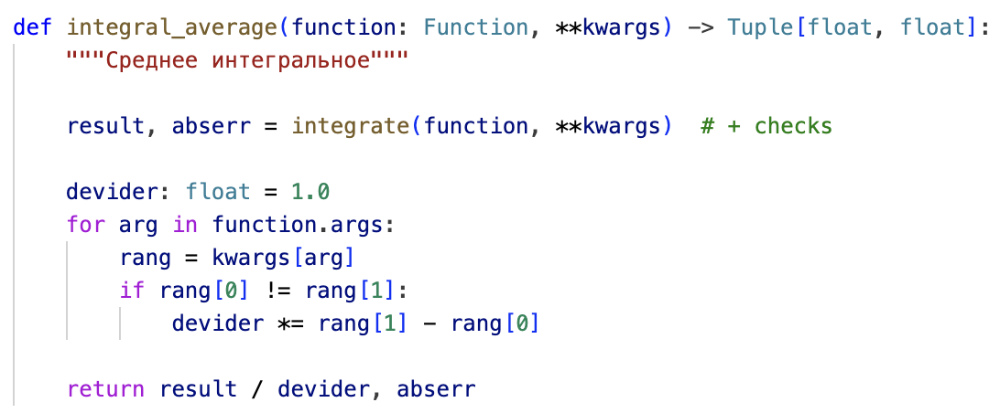 def integral_average(function: Function, **kwargs) -> Tuple[float, float]:
    """Среднее интегральное"""
    result, abserr = integrate(function, **kwargs)  # + checks
    devider: float = 1.0
    for arg in function.args:
        rang = kwargs[arg]
        if rang[0] != rang[1]:
            devider *= rang[1] - rang[0]
    return result / devider, abserr